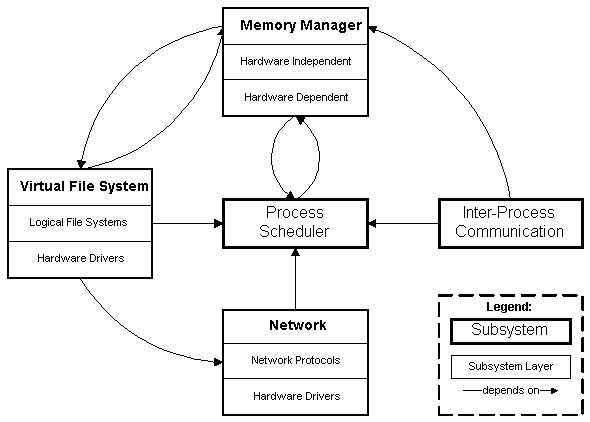 Memory Manager
Hardware Independent
Hardware Dependent
Virtual File System
Logical File Systems
Hardware Drivers
Process
Scheduler
Inter-Process
Communication
Network
Network Protocols
Hardware Drivers
Legend:
Subsystem
Subsystem Layer
depends on